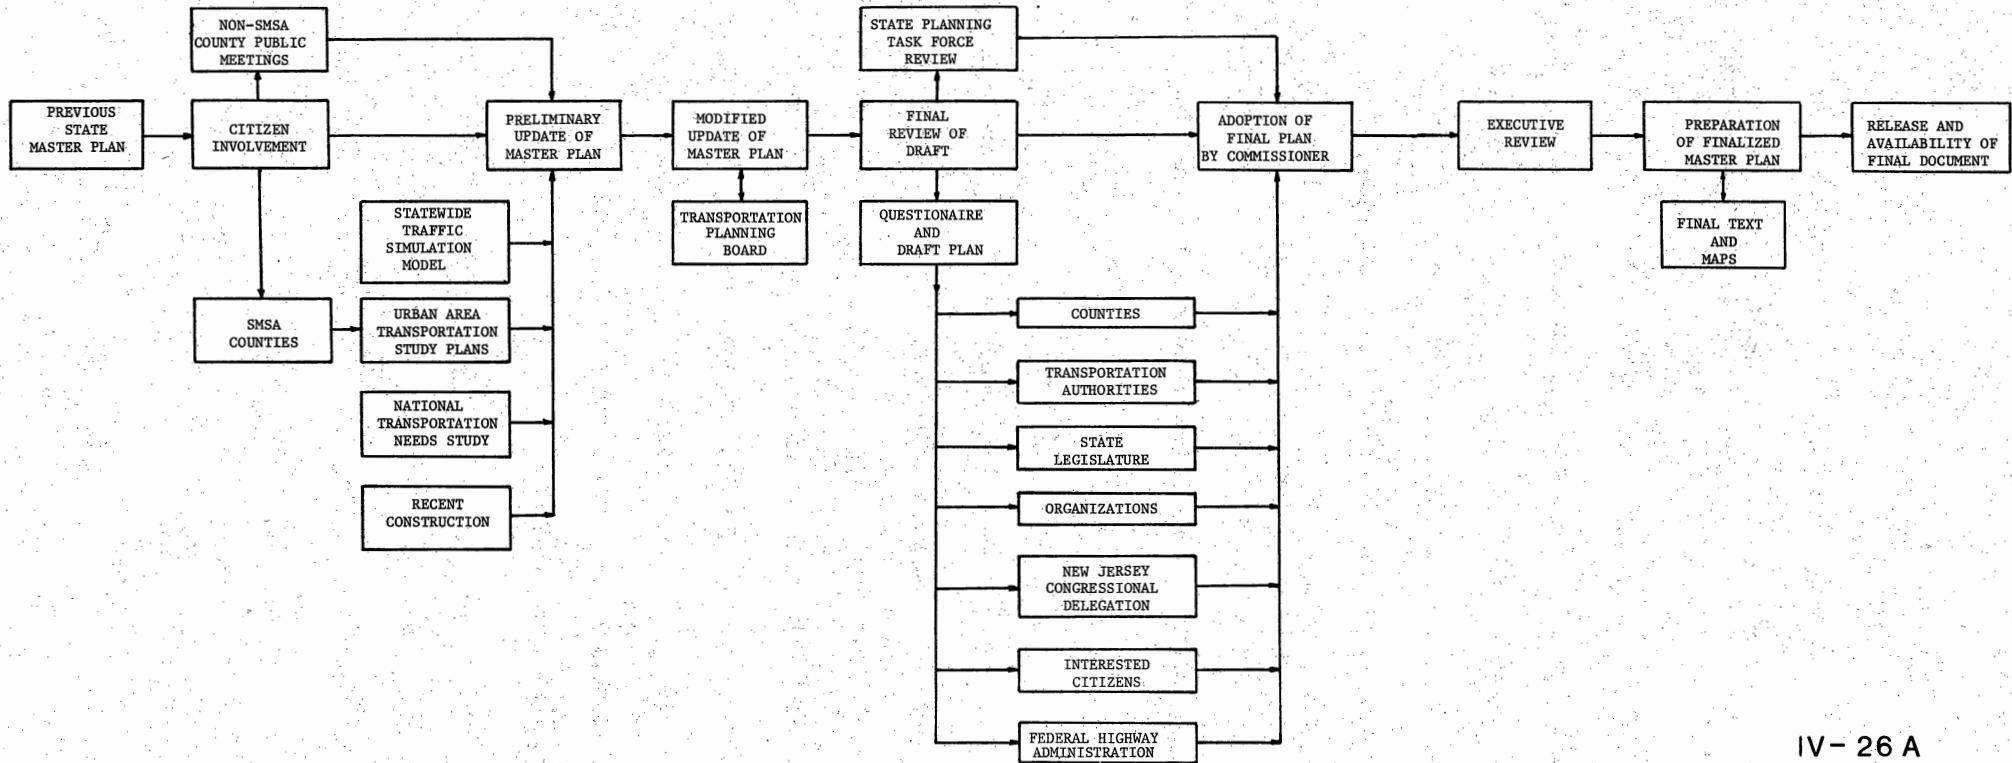 NON-SMSA
COUNTY PUBLIC
MEETINGS
STATE PLANNING
TASK FORCE
REVIEW
PREVIOUS
STATE
MASTER PLAN
CITIZEN
INVOLVEMENT
PRELIMINARY
UPDATE OF
MASTER PLAN
MODIFIED
UPDATE OF
MASTER PLAN
FINAL
REVIEW OF
DRAFT
ADOPTION OF
FINAL PLAN
BY COMMISSIONER
EXECUTIVE
REVIEW
PREPARATION
OF FINALIZED
MASTER PLAN
RELEASE AND
AVAILABILITY OF
FINAL DOCUMENT
STATEWIDE
TRAFFIC
SIMULATION
MODEL
TRANSPORTATION
PLANNING
BOARD
QUESTIONAIRE
AND
DRAFT PLAN
FINAL TEXT
AND
MAPS
SMSA
COUNTIES
URBAN AREA
TRANSPORTATION
STUDY PLANS
NATIONAL
TRANSPORTATION
NEEDS STUDY
RECENT
CONSTRUCTION
COUNTIES
TRANSPORTATION
AUTHORITIES
STATE
LEGISLATURE
ORGANIZATIONS
NEW JERSEY
CONGRESSIONAL
DELEGATION
INTERESTED
CITIZENS
FEDERAL HIGHWAY
ADMINISTRATION
IV-26 A